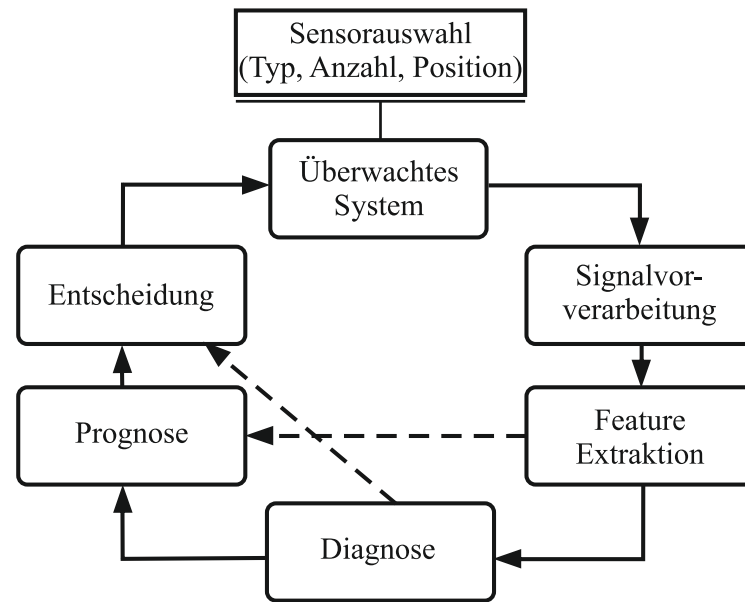 Sensorauswahl
(Typ, Anzahl, Position)
Überwachtes
System
Entscheidung
Signalvor-
verarbeitung
Prognose
Feature
Extraktion
Diagnose